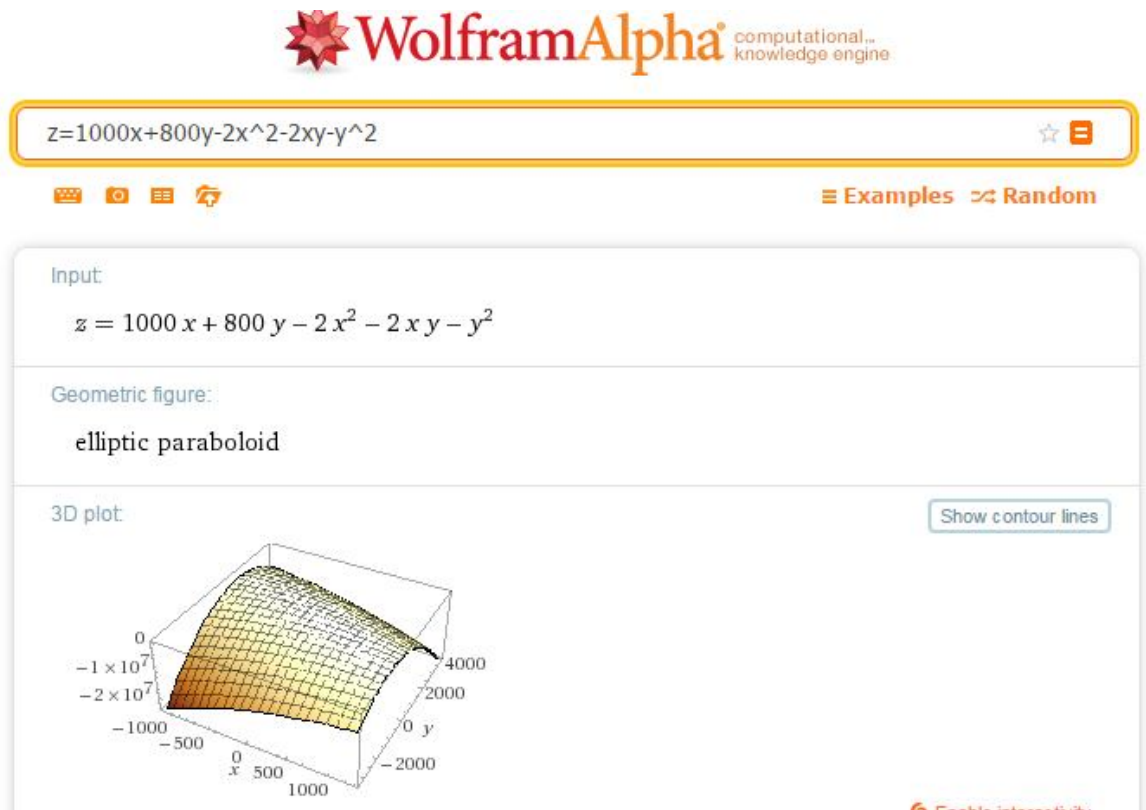 WolframAlpha computational... knowledge engine
z=1000x+800y-2x^2-2xy-y^2
Examples Random
Input:
z = 1000 x + 800 y − 2 x² − 2 x y − y²
Geometric figure:
elliptic paraboloid
3D plot:
Show contour lines
0
−1 × 10⁷
−2 × 10⁷
−1000
−500
0
x
500
1000
4000
2000
0 y
−2000
Enable interactivity